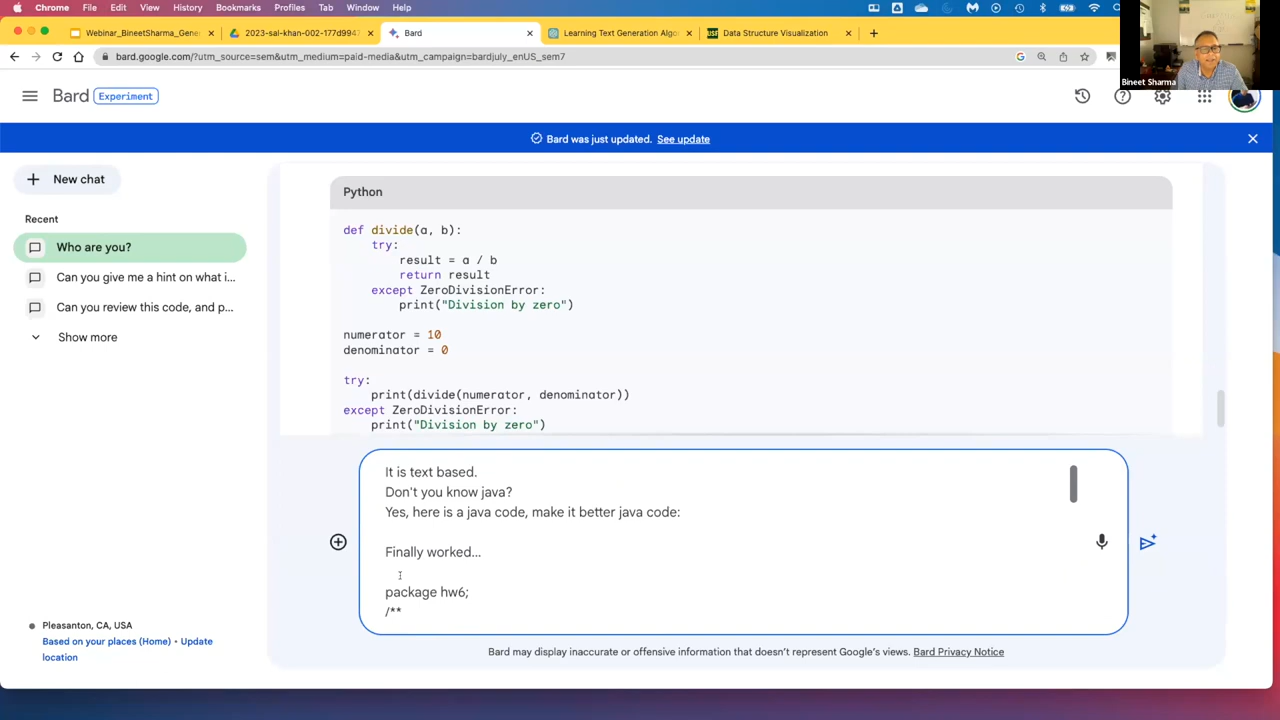 Chrome File Edit View History Bookmarks Profiles Tab Window Help
Webinar_BineetSharma_Gene
2023-sal-khan-002-177d9947
Bard
Learning Text Generation Algo
Data Structure Visualization
bard.google.com/?utm_source=sem&utm_medium=paid-media&utm_campaign=bardjuly_enUS_sem7
Bineet Sharma
Bard Experiment
Bard was just updated. See update
New chat
Recent
Who are you?
Can you give me a hint on what i...
Can you review this code, and p...
Show more
Python
def divide(a, b):
try:
result = a / b
return result
except ZeroDivisionError:
print("Division by zero")
numerator = 10
denominator = 0
try:
print(divide(numerator, denominator))
except ZeroDivisionError:
print("Division by zero")
It is text based.
Don't you know java?
Yes, here is a java code, make it better java code:
Finally worked...
package hw6;
/**
Pleasanton, CA, USA
Based on your places (Home) • Update
location
Bard may display inaccurate or offensive information that doesn't represent Google's views. Bard Privacy Notice